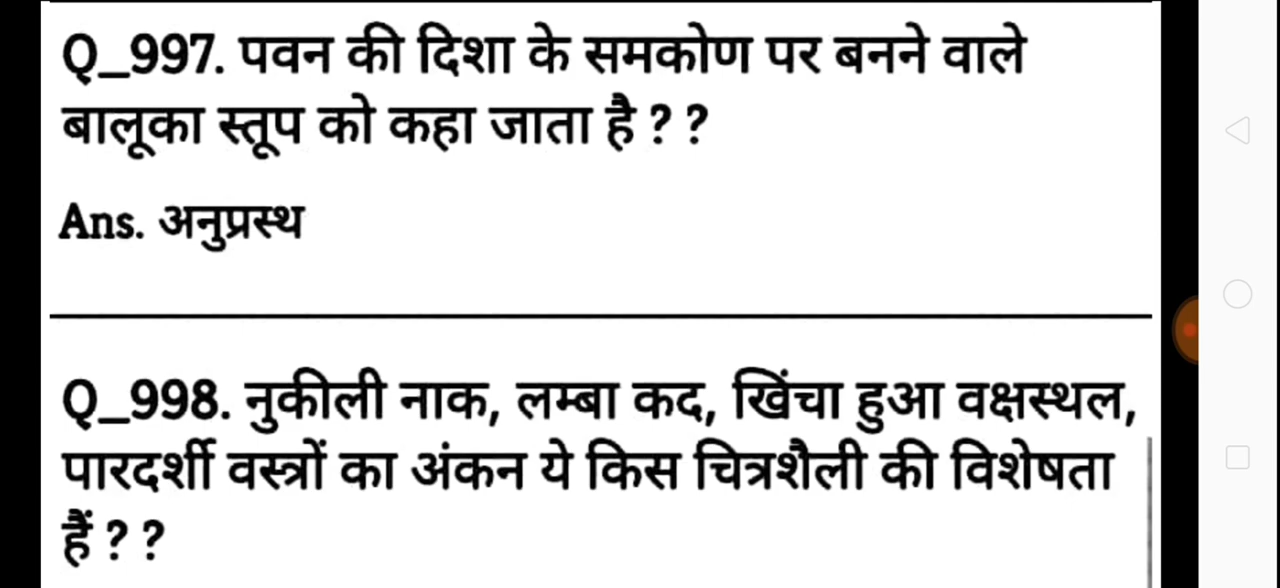 Q_997. पवन की दिशा के समकोण पर बनने वाले
बालूका स्तूप को कहा जाता है ? ?
Ans. अनुप्रस्थ
Q_998. नुकीली नाक, लम्बा कद, खिंचा हुआ वक्षस्थल,
पारदर्शी वस्त्रों का अंकन ये किस चित्रशैली की विशेषता
हैं ? ?